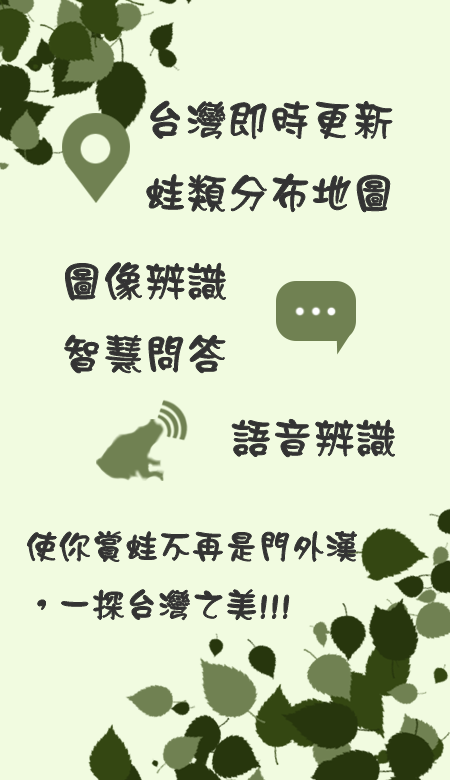 台灣即時更新
蛙類分布地圖
圖像辨識
智慧問答
語音辨識
使你賞蛙不再是門外漢
，一探台灣之美!!!